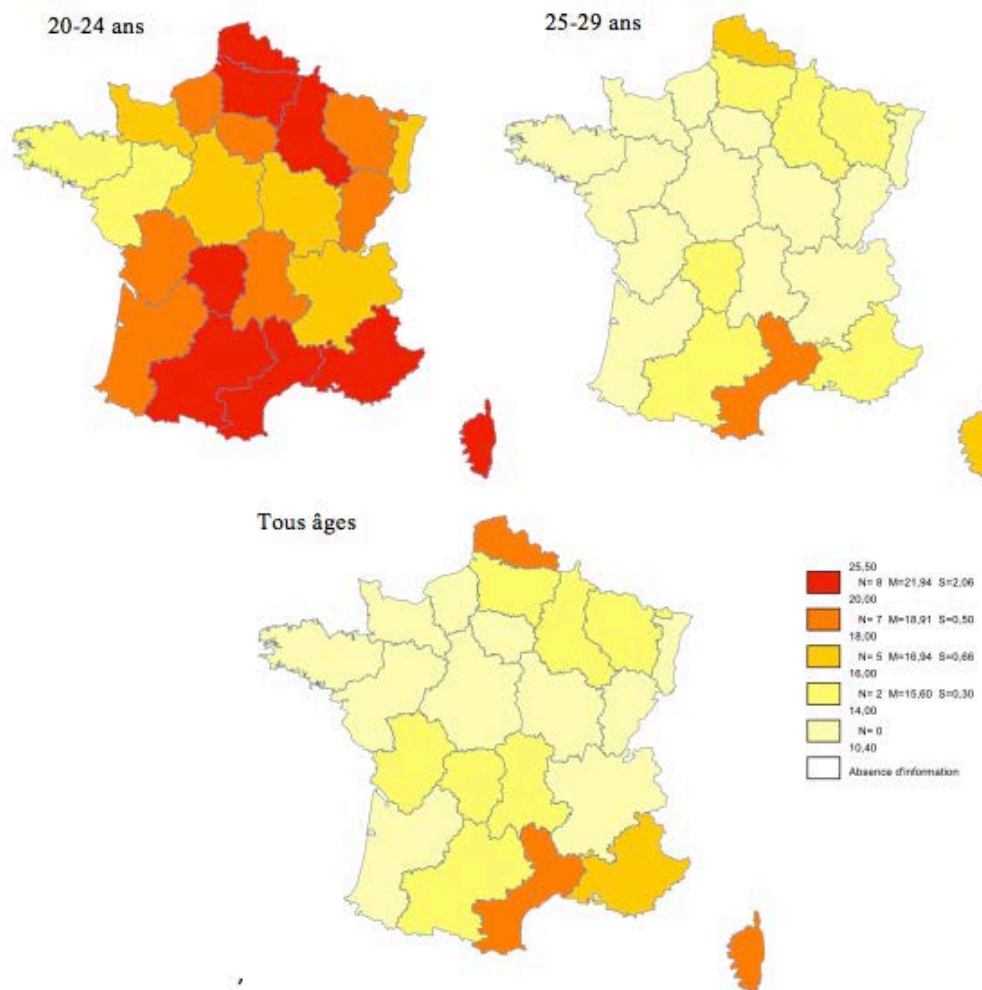 20-24 ans
25-29 ans
Tous âges
25,50
N= 8 M=21,94 S=2,06
20,00
N= 7 M=18,91 S=0,50
18,00
N= 5 M=16,94 S=0,66
16,00
N= 2 M=15,60 S=0,30
14,00
N= 0
10,40
Absence d'information
,